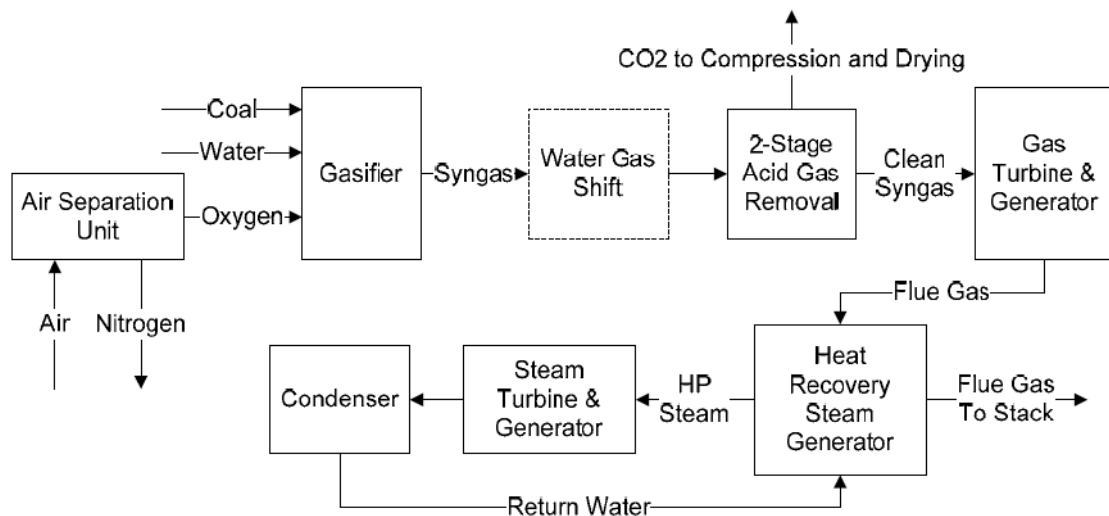 CO2 to Compression and Drying
Coal
Water
Oxygen
Air Separation
Unit
Air
Nitrogen
Gasifier
Syngas
Water Gas
Shift
2-Stage
Acid Gas
Removal
Clean
Syngas
Gas
Turbine &
Generator
Flue Gas
Heat
Recovery
Steam
Generator
Flue Gas
To Stack
HP
Steam
Steam
Turbine &
Generator
Condenser
Return Water